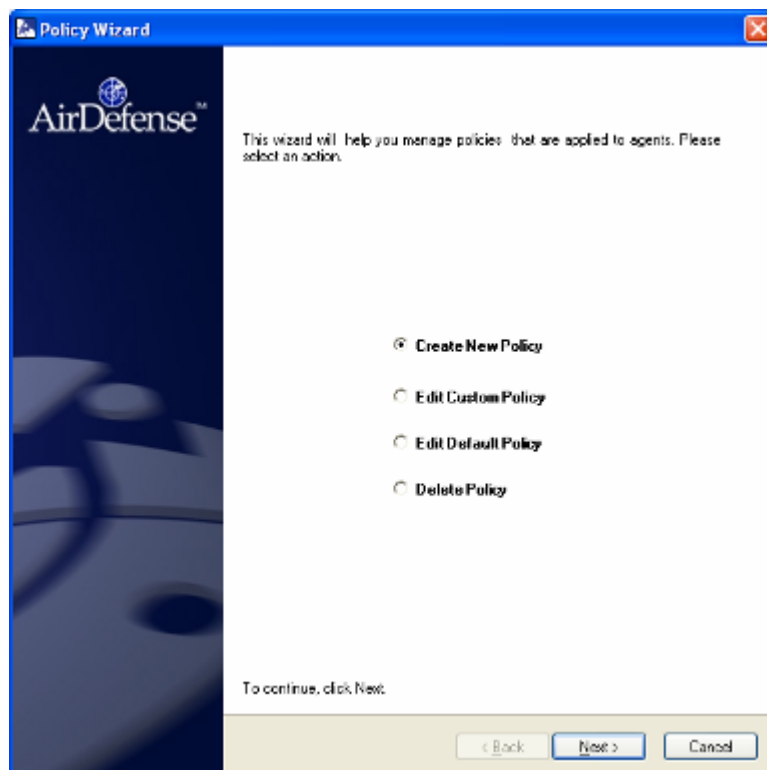 Policy Wizard
AirDefense™
This wizard will help you manage policies that are applied to agents. Please
select an action.
Create New Policy
Edit Custom Policy
Edit Default Policy
Delete Policy
To continue, click Next.
< Back Next > Cancel